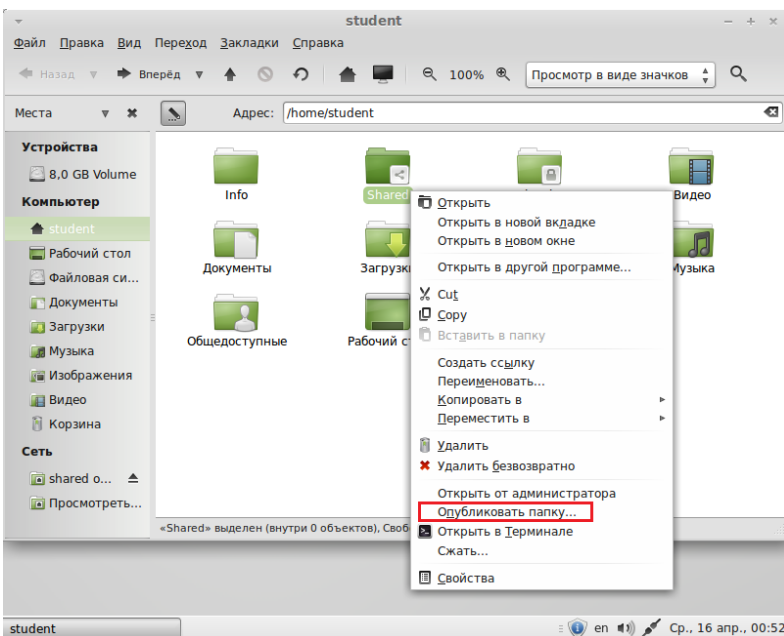 student
Файл Правка Вид Переход Закладки Справка
Назад Вперёд 100% Просмотр в виде значков
Места Адрес: /home/student
Устройства
8,0 GB Volume
Компьютер
student
Рабочий стол
Файловая си...
Документы
Загрузки
Музыка
Изображения
Видео
Корзина
Сеть
shared o...
Просмотреть...
Info Shared Видео
Документы Загрузки Музыка
Общедоступные Рабочий
Открыть
Открыть в новой вкладке
Открыть в новом окне
Открыть в другой программе...
Cut
Copy
Вставить в папку
Создать ссылку
Переименовать...
Копировать в
Переместить в
Удалить
Удалить безвозвратно
Открыть от администратора
Опубликовать папку...
Открыть в Терминале
Сжать...
Свойства
«Shared» выделен (внутри 0 объектов), Своб
student en Ср., 16 апр., 00:52